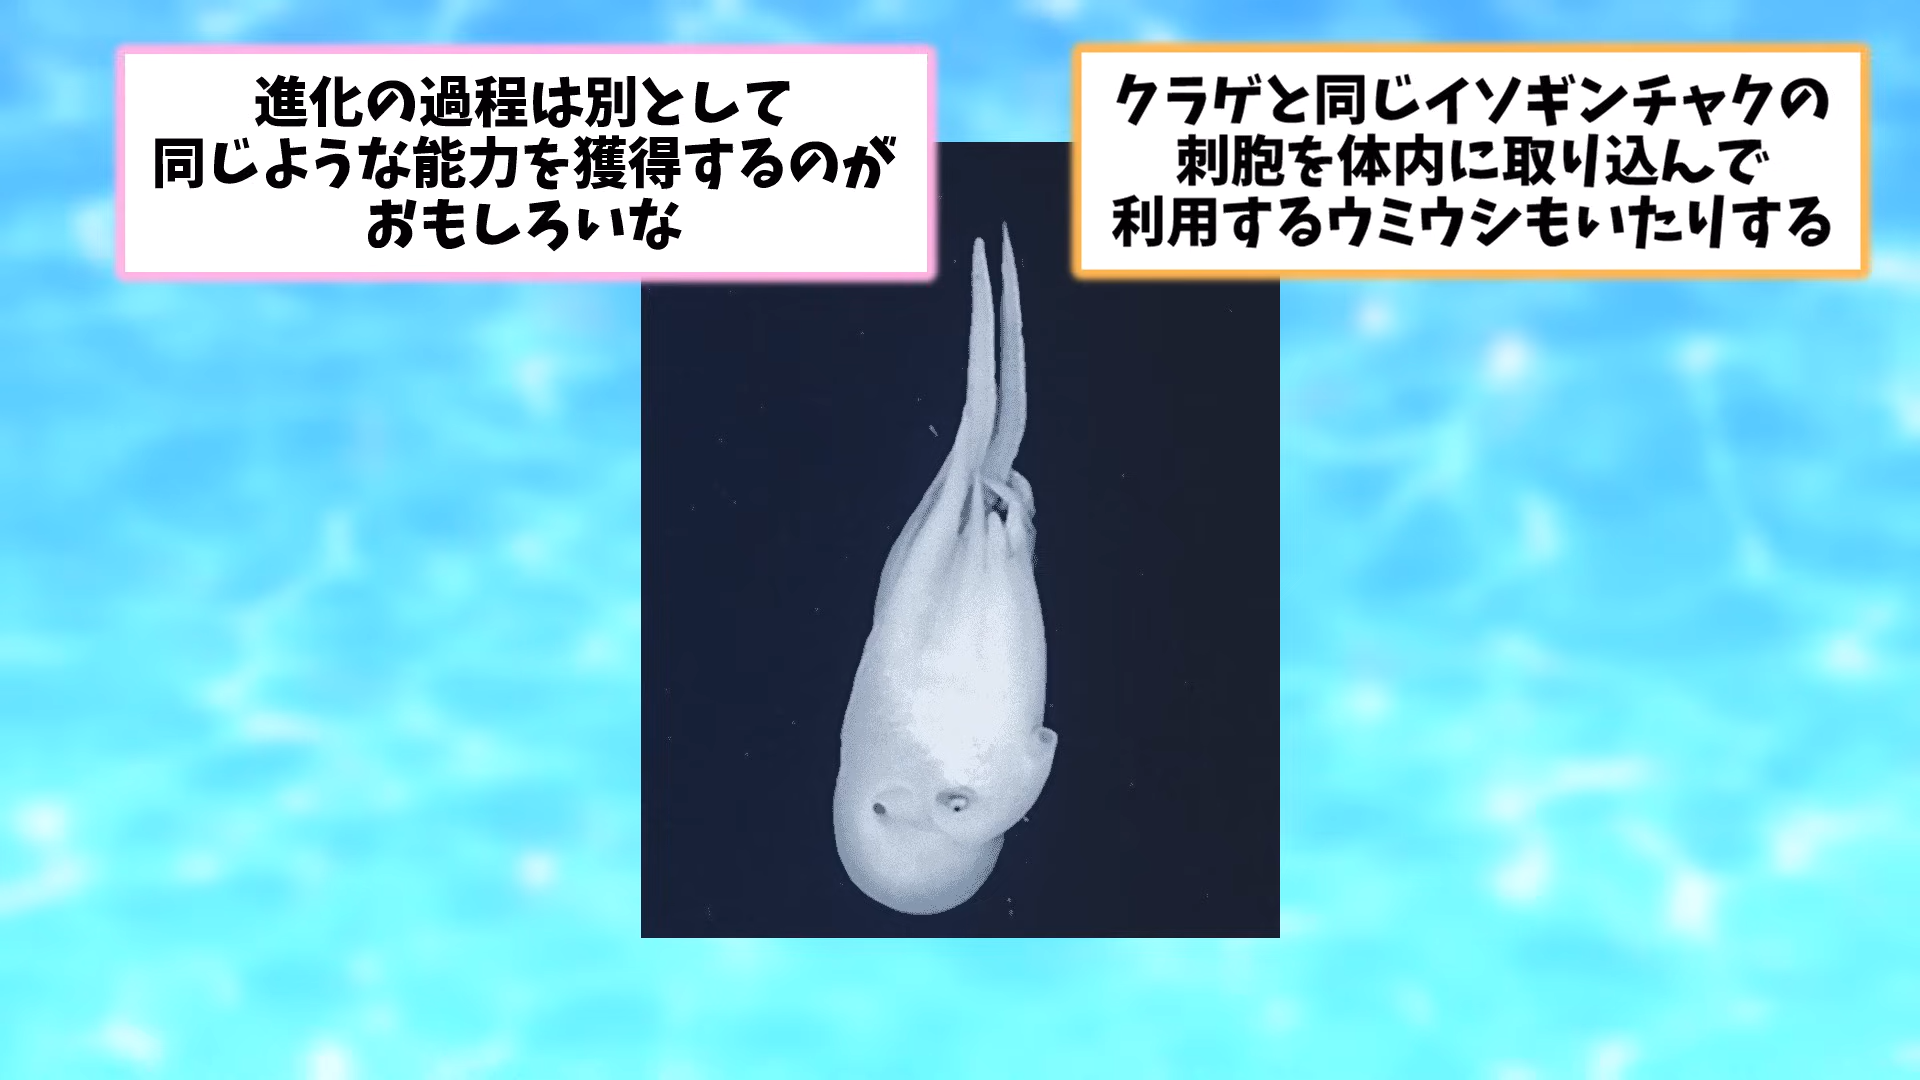 進化の過程は別として
同じような能力を獲得するのが
おもしろいな
クラゲと同じイソギンチャクの
刺胞を体内に取り込んで
利用するウミウシもいたりする